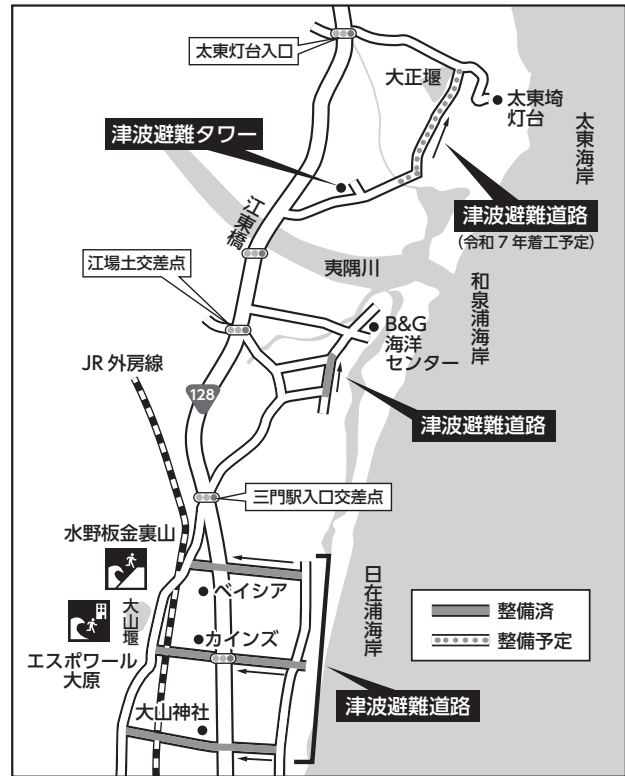 太東灯台入口
大正堰
太東埼
灯台
太東海岸
津波避難タワー
津波避難道路
(令和7年着工予定)
江東橋
夷隅川
江場土交差点
和泉浦海岸
B&G
海洋
センター
JR外房線
128
津波避難道路
三門駅入口交差点
水野板金裏山
ベイシア
日在浦海岸
整備済
整備予定
大山堰
カインズ
エスポワール
大原
津波避難道路
大山神社